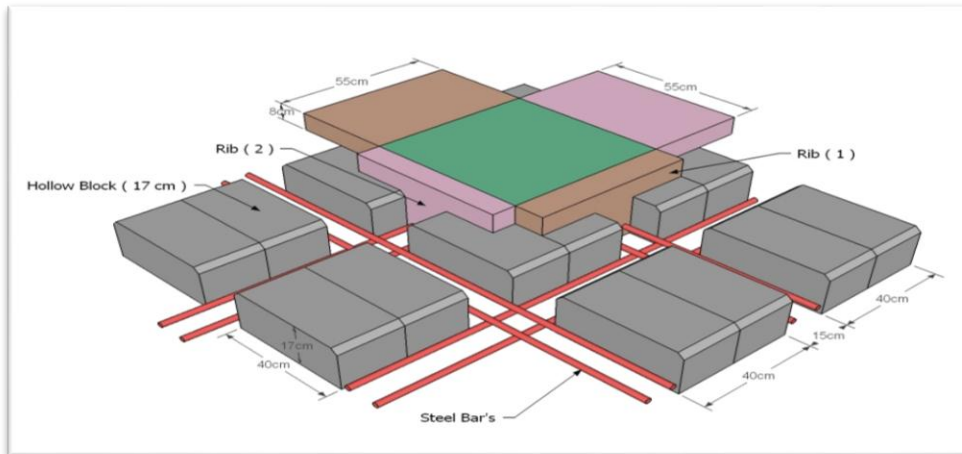 55cm
55cm
8cm
Rib ( 2 )
Rib ( 1 )
Hollow Block ( 17 cm )
40cm
15cm
17cm
40cm
40cm
Steel Bar's